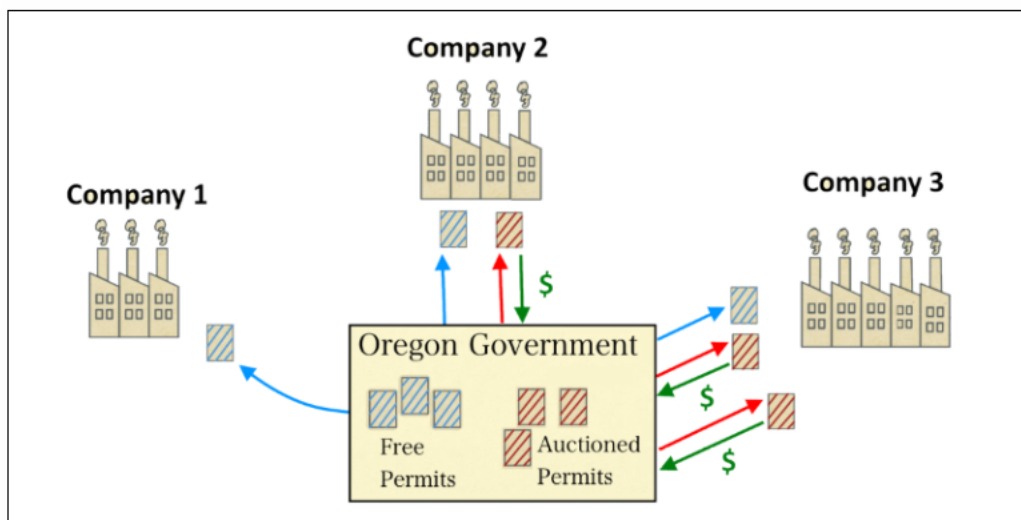 Company 2
Company 1
Company 3
$
Oregon Government
$
$
Free
Permits
Auctioned
Permits